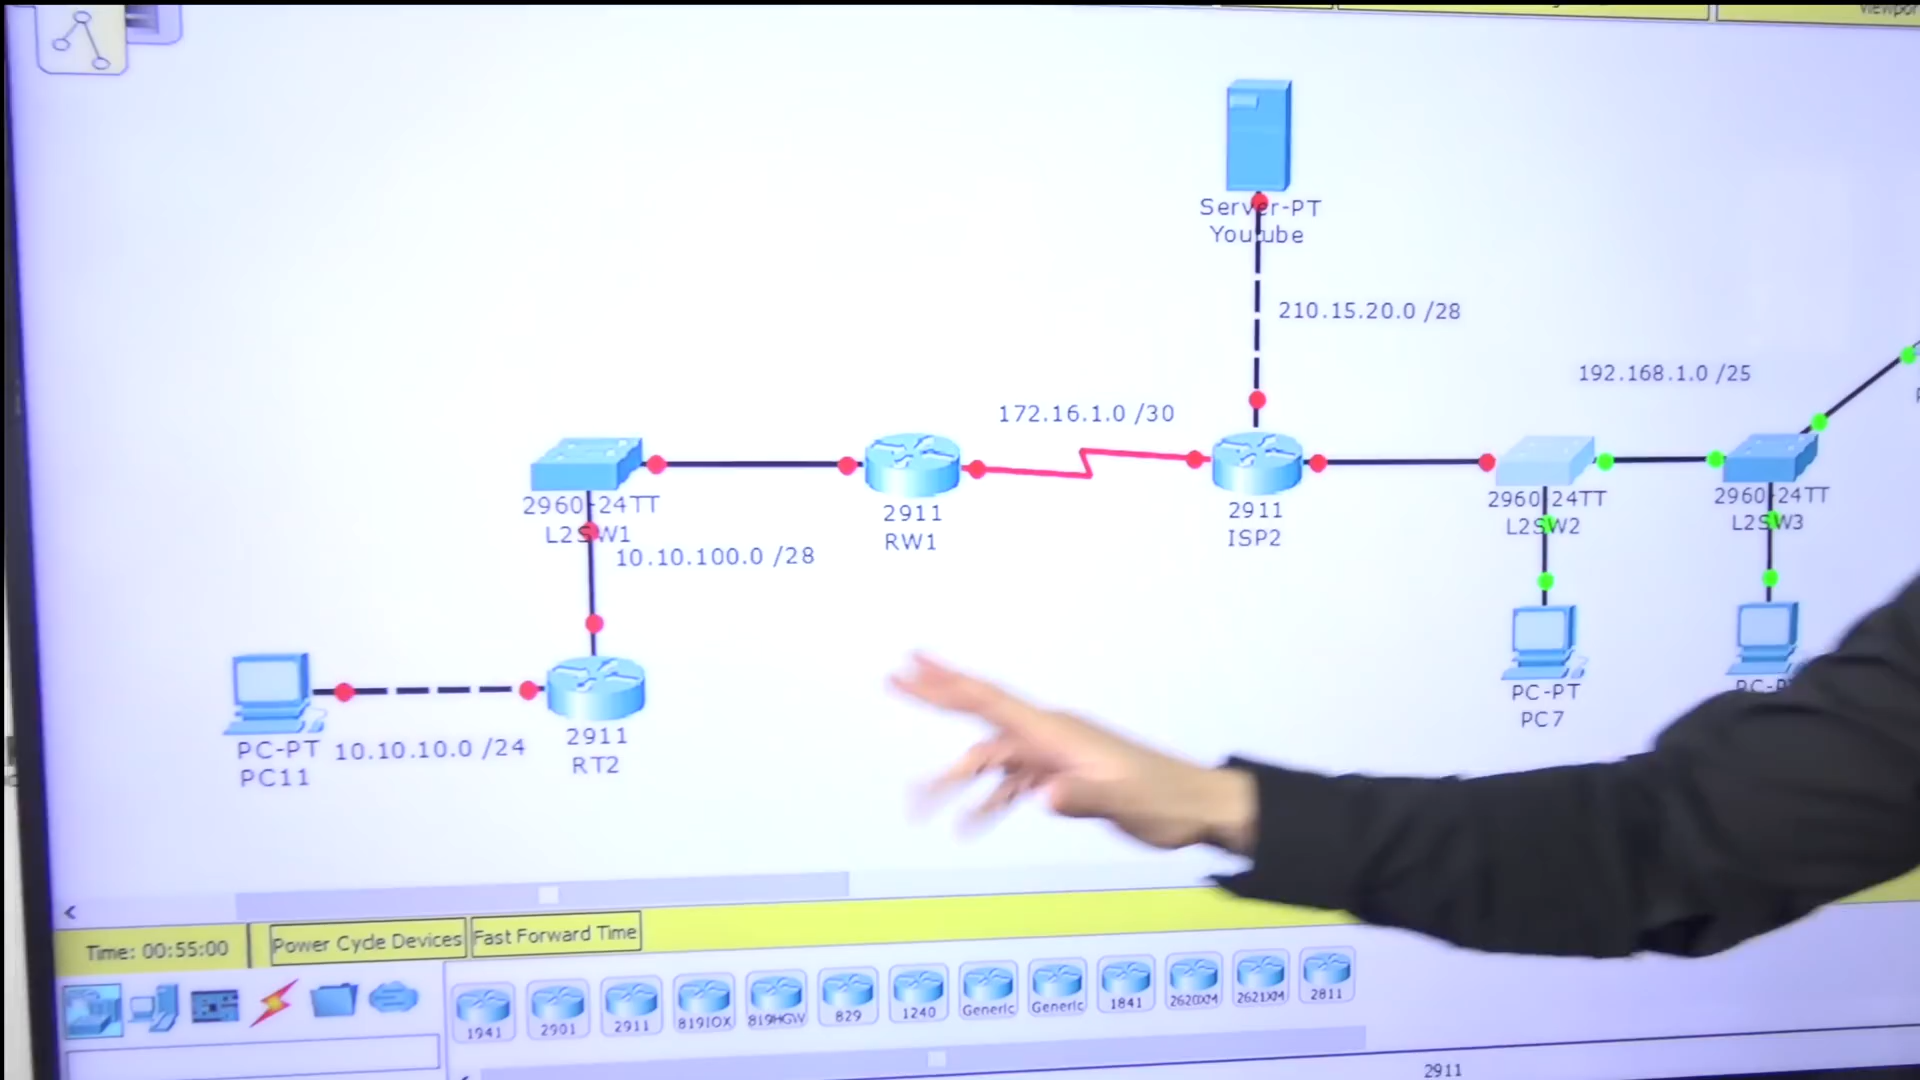 Server-PT
Youtube
210.15.20.0 /28
192.168.1.0 /25
172.16.1.0 /30
2960-24TT
L2SW1
2911
RW1
2911
ISP2
2960-24TT
L2SW2
2960-24TT
L2SW3
10.10.100.0 /28
PC-PT
PC7
PC-PT
PC11
10.10.10.0 /24
2911
RT2
Time: 00:55:00
Power Cycle Devices
Fast Forward Time
1941
2901
2911
819IOX
819HGW
829
1240
Generic
Generic
1841
2620XM
2621XM
2811
2911